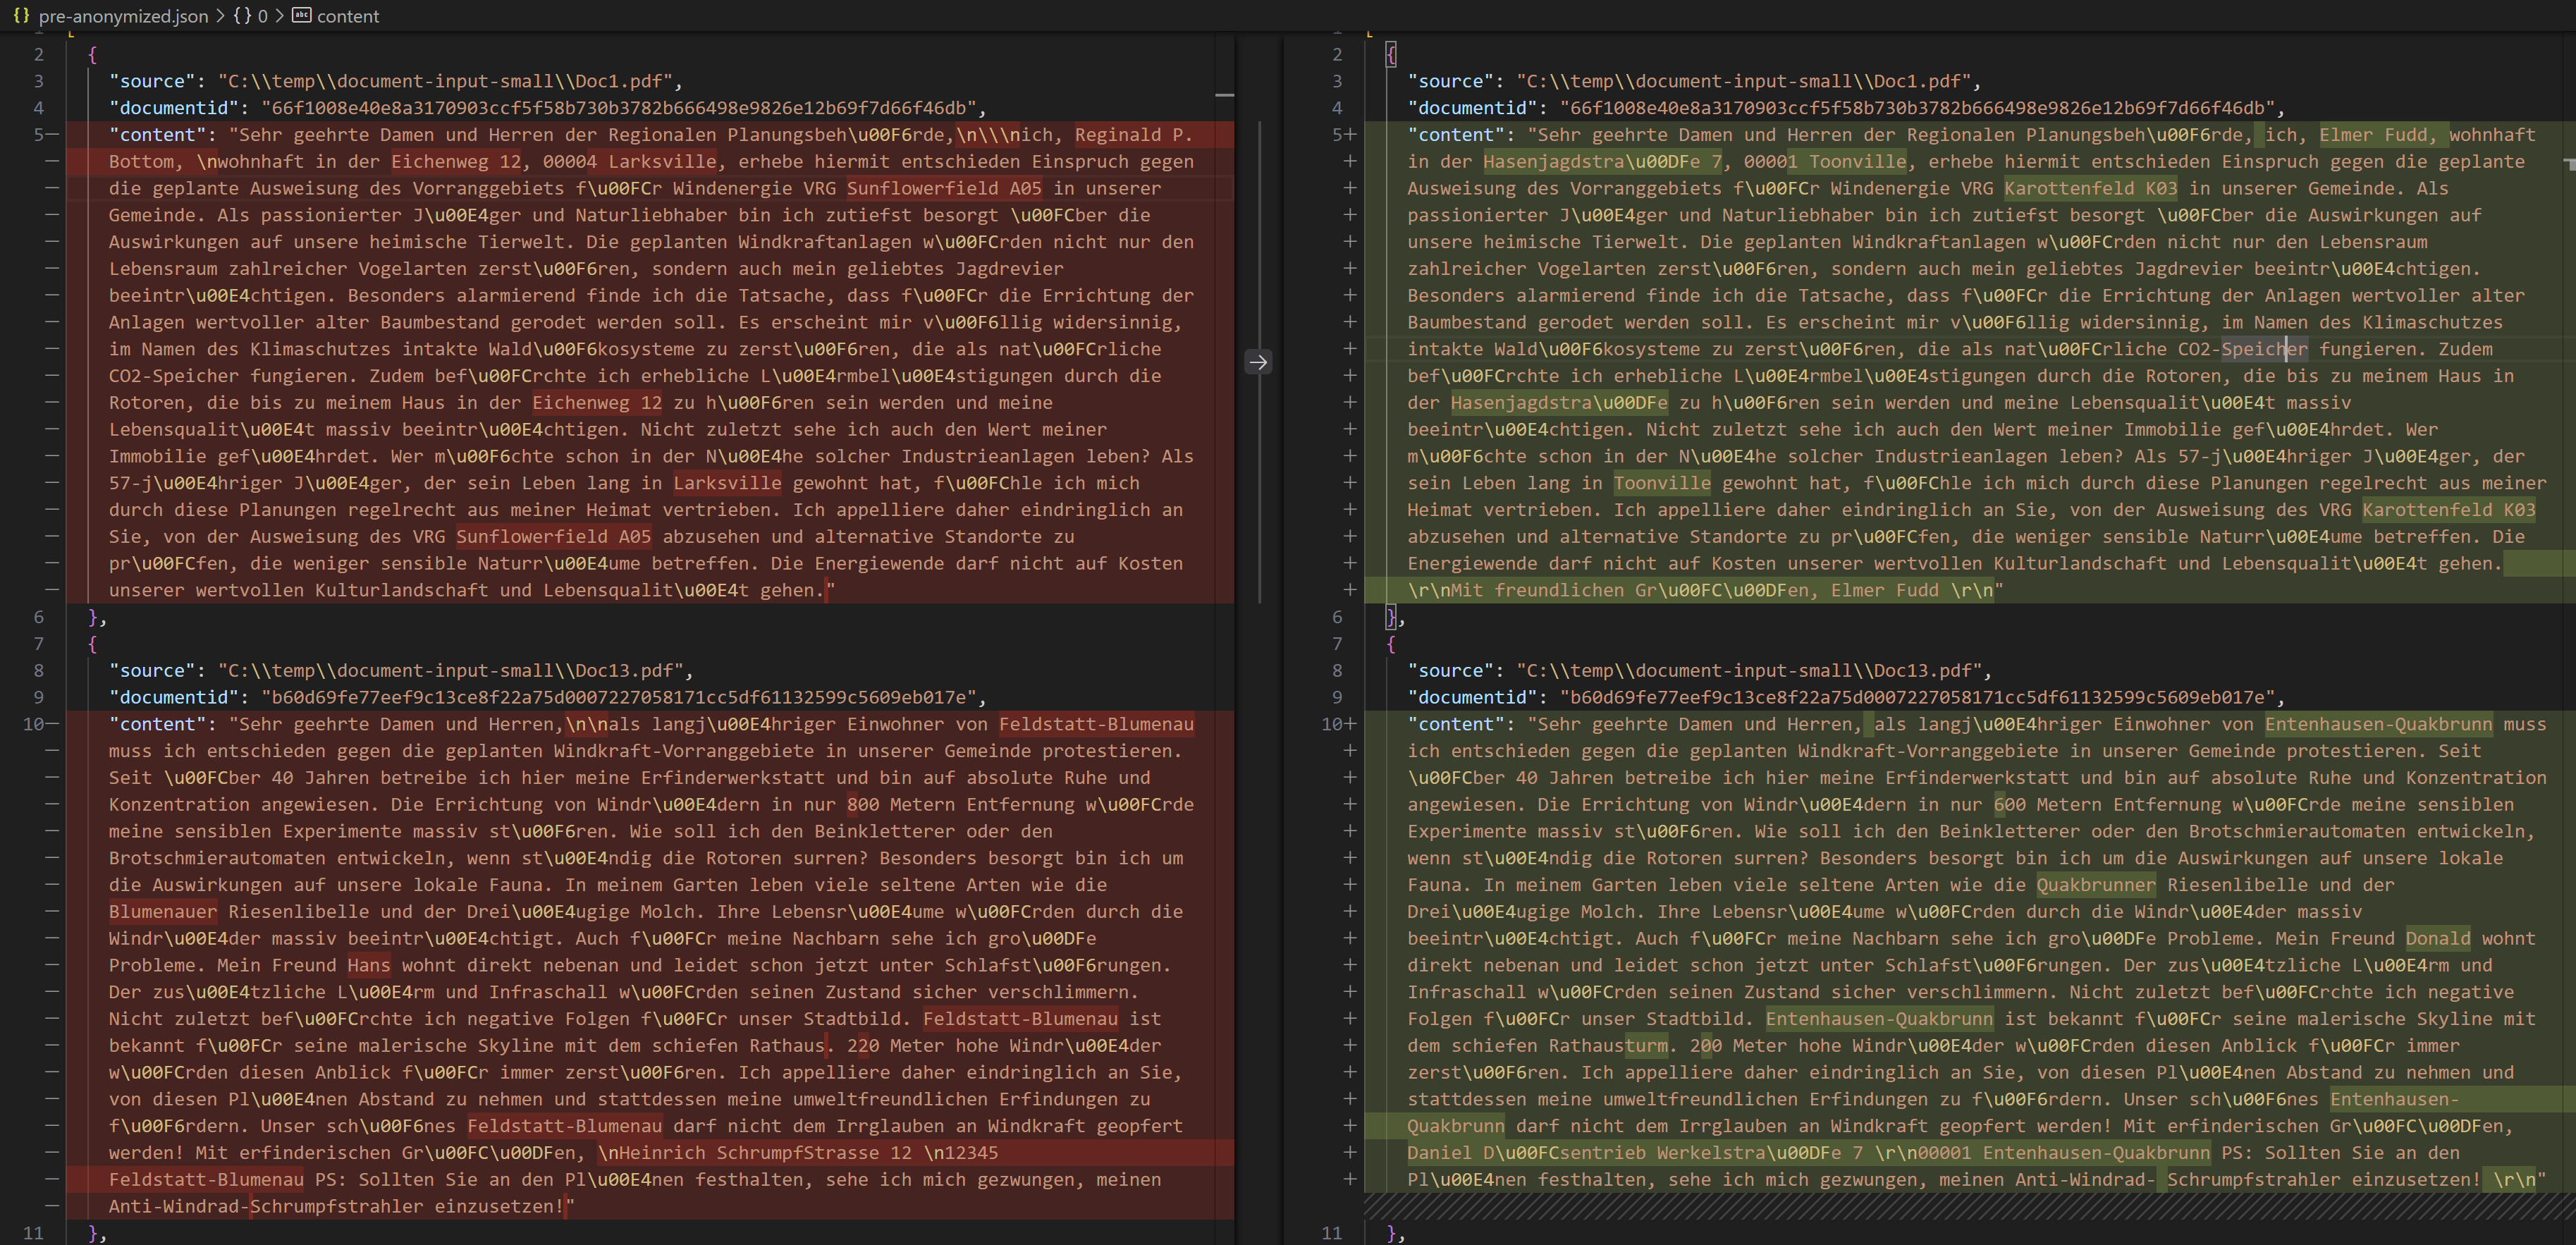 {} pre-anonymized.json > {} 0 > abc content
1 [
2 {
3 "source": "C:\\temp\\document-input-small\\Doc1.pdf",
4 "documentid": "66f1008e40e8a3170903ccf5f58b730b3782b666498e9826e12b69f7d66f46db",
5— "content": "Sehr geehrte Damen und Herren der Regionalen Planungsbeh\u00F6rde,\n\\\nich, Reginald P.
Bottom, \nwohnhaft in der Eichenweg 12, 00004 Larksville, erhebe hiermit entschieden Einspruch gegen
die geplante Ausweisung des Vorranggebiets f\u00FCr Windenergie VRG Sunflowerfield A05 in unserer
Gemeinde. Als passionierter J\u00E4ger und Naturliebhaber bin ich zutiefst besorgt \u00FCber die
Auswirkungen auf unsere heimische Tierwelt. Die geplanten Windkraftanlagen w\u00FCrden nicht nur den
Lebensraum zahlreicher Vogelarten zerst\u00F6ren, sondern auch mein geliebtes Jagdrevier
beeintr\u00E4chtigen. Besonders alarmierend finde ich die Tatsache, dass f\u00FCr die Errichtung der
Anlagen wertvoller alter Baumbestand gerodet werden soll. Es erscheint mir v\u00F6llig widersinnig,
im Namen des Klimaschutzes intakte Wald\u00F6kosysteme zu zerst\u00F6ren, die als nat\u00FCrliche
CO2-Speicher fungieren. Zudem bef\u00FCrchte ich erhebliche L\u00E4rmbel\u00E4stigungen durch die
Rotoren, die bis zu meinem Haus in der Eichenweg 12 zu h\u00F6ren sein werden und meine
Lebensqualit\u00E4t massiv beeintr\u00E4chtigen. Nicht zuletzt sehe ich auch den Wert meiner
Immobilie gef\u00E4hrdet. Wer m\u00F6chte schon in der N\u00E4he solcher Industrieanlagen leben? Als
57-j\u00E4hriger J\u00E4ger, der sein Leben lang in Larksville gewohnt hat, f\u00FChle ich mich
durch diese Planungen regelrecht aus meiner Heimat vertrieben. Ich appelliere daher eindringlich an
Sie, von der Ausweisung des VRG Sunflowerfield A05 abzusehen und alternative Standorte zu
pr\u00FCfen, die weniger sensible Naturr\u00E4ume betreffen. Die Energiewende darf nicht auf Kosten
unserer wertvollen Kulturlandschaft und Lebensqualit\u00E4t gehen."
6 },
7 {
8 "source": "C:\\temp\\document-input-small\\Doc13.pdf",
9 "documentid": "b60d69fe77eef9c13ce8f22a75d0007227058171cc5df61132599c5609eb017e",
10— "content": "Sehr geehrte Damen und Herren,\n\nals langj\u00E4hriger Einwohner von Feldstatt-Blumenau
muss ich entschieden gegen die geplanten Windkraft-Vorranggebiete in unserer Gemeinde protestieren.
Seit \u00FCber 40 Jahren betreibe ich hier meine Erfinderwerkstatt und bin auf absolute Ruhe und
Konzentration angewiesen. Die Errichtung von Windr\u00E4dern in nur 800 Metern Entfernung w\u00FCrde
meine sensiblen Experimente massiv st\u00F6ren. Wie soll ich den Beinkletterer oder den
Brotschmierautomaten entwickeln, wenn st\u00E4ndig die Rotoren surren? Besonders besorgt bin ich um
die Auswirkungen auf unsere lokale Fauna. In meinem Garten leben viele seltene Arten wie die
Blumenauer Riesenlibelle und der Drei\u00E4ugige Molch. Ihre Lebensr\u00E4ume w\u00FCrden durch die
Windr\u00E4der massiv beeintr\u00E4chtigt. Auch f\u00FCr meine Nachbarn sehe ich gro\u00DFe
Probleme. Mein Freund Hans wohnt direkt nebenan und leidet schon jetzt unter Schlafst\u00F6rungen.
Der zus\u00E4tzliche L\u00E4rm und Infraschall w\u00FCrden seinen Zustand sicher verschlimmern.
Nicht zuletzt bef\u00FCrchte ich negative Folgen f\u00FCr unser Stadtbild. Feldstatt-Blumenau ist
bekannt f\u00FCr seine malerische Skyline mit dem schiefen Rathaus. 220 Meter hohe Windr\u00E4der
w\u00FCrden diesen Anblick f\u00FCr immer zerst\u00F6ren. Ich appelliere daher eindringlich an Sie,
von diesen Pl\u00E4nen Abstand zu nehmen und stattdessen meine umweltfreundlichen Erfindungen zu
f\u00F6rdern. Unser sch\u00F6nes Feldstatt-Blumenau darf nicht dem Irrglauben an Windkraft geopfert
werden! Mit erfinderischen Gr\u00FC\u00DFen, \nHeinrich SchrumpfStrasse 12 \n12345
Feldstatt-Blumenau PS: Sollten Sie an den Pl\u00E4nen festhalten, sehe ich mich gezwungen, meinen
Anti-Windrad-Schrumpfstrahler einzusetzen!"
11 },
1 [
2 {
3 "source": "C:\\temp\\document-input-small\\Doc1.pdf",
4 "documentid": "66f1008e40e8a3170903ccf5f58b730b3782b666498e9826e12b69f7d66f46db",
5+ "content": "Sehr geehrte Damen und Herren der Regionalen Planungsbeh\u00F6rde, ich, Elmer Fudd, wohnhaft
in der Hasenjagdstra\u00DFe 7, 00001 Toonville, erhebe hiermit entschieden Einspruch gegen die geplante
Ausweisung des Vorranggebiets f\u00FCr Windenergie VRG Karottenfeld K03 in unserer Gemeinde. Als
passionierter J\u00E4ger und Naturliebhaber bin ich zutiefst besorgt \u00FCber die Auswirkungen auf
unsere heimische Tierwelt. Die geplanten Windkraftanlagen w\u00FCrden nicht nur den Lebensraum
zahlreicher Vogelarten zerst\u00F6ren, sondern auch mein geliebtes Jagdrevier beeintr\u00E4chtigen.
Besonders alarmierend finde ich die Tatsache, dass f\u00FCr die Errichtung der Anlagen wertvoller alter
Baumbestand gerodet werden soll. Es erscheint mir v\u00F6llig widersinnig, im Namen des Klimaschutzes
intakte Wald\u00F6kosysteme zu zerst\u00F6ren, die als nat\u00FCrliche CO2-Speicher fungieren. Zudem
bef\u00FCrchte ich erhebliche L\u00E4rmbel\u00E4stigungen durch die Rotoren, die bis zu meinem Haus in
der Hasenjagdstra\u00DFe zu h\u00F6ren sein werden und meine Lebensqualit\u00E4t massiv
beeintr\u00E4chtigen. Nicht zuletzt sehe ich auch den Wert meiner Immobilie gef\u00E4hrdet. Wer
m\u00F6chte schon in der N\u00E4he solcher Industrieanlagen leben? Als 57-j\u00E4hriger J\u00E4ger, der
sein Leben lang in Toonville gewohnt hat, f\u00FChle ich mich durch diese Planungen regelrecht aus meiner
Heimat vertrieben. Ich appelliere daher eindringlich an Sie, von der Ausweisung des VRG Karottenfeld K03
abzusehen und alternative Standorte zu pr\u00FCfen, die weniger sensible Naturr\u00E4ume betreffen. Die
Energiewende darf nicht auf Kosten unserer wertvollen Kulturlandschaft und Lebensqualit\u00E4t gehen.
\r\nMit freundlichen Gr\u00FC\u00DFen, Elmer Fudd \r\n"
6 },
7 {
8 "source": "C:\\temp\\document-input-small\\Doc13.pdf",
9 "documentid": "b60d69fe77eef9c13ce8f22a75d0007227058171cc5df61132599c5609eb017e",
10+ "content": "Sehr geehrte Damen und Herren, als langj\u00E4hriger Einwohner von Entenhausen-Quakbrunn muss
ich entschieden gegen die geplanten Windkraft-Vorranggebiete in unserer Gemeinde protestieren. Seit
\u00FCber 40 Jahren betreibe ich hier meine Erfinderwerkstatt und bin auf absolute Ruhe und Konzentration
angewiesen. Die Errichtung von Windr\u00E4dern in nur 600 Metern Entfernung w\u00FCrde meine sensiblen
Experimente massiv st\u00F6ren. Wie soll ich den Beinkletterer oder den Brotschmierautomaten entwickeln,
wenn st\u00E4ndig die Rotoren surren? Besonders besorgt bin ich um die Auswirkungen auf unsere lokale
Fauna. In meinem Garten leben viele seltene Arten wie die Quakbrunner Riesenlibelle und der
Drei\u00E4ugige Molch. Ihre Lebensr\u00E4ume w\u00FCrden durch die Windr\u00E4der massiv
beeintr\u00E4chtigt. Auch f\u00FCr meine Nachbarn sehe ich gro\u00DFe Probleme. Mein Freund Donald wohnt
direkt nebenan und leidet schon jetzt unter Schlafst\u00F6rungen. Der zus\u00E4tzliche L\u00E4rm und
Infraschall w\u00FCrden seinen Zustand sicher verschlimmern. Nicht zuletzt bef\u00FCrchte ich negative
Folgen f\u00FCr unser Stadtbild. Entenhausen-Quakbrunn ist bekannt f\u00FCr seine malerische Skyline mit
dem schiefen Rathausturm. 200 Meter hohe Windr\u00E4der w\u00FCrden diesen Anblick f\u00FCr immer
zerst\u00F6ren. Ich appelliere daher eindringlich an Sie, von diesen Pl\u00E4nen Abstand zu nehmen und
stattdessen meine umweltfreundlichen Erfindungen zu f\u00F6rdern. Unser sch\u00F6nes Entenhausen-
Quakbrunn darf nicht dem Irrglauben an Windkraft geopfert werden! Mit erfinderischen Gr\u00FC\u00DFen,
Daniel D\u00FCsentrieb Werkelstra\u00DFe 7 \r\n00001 Entenhausen-Quakbrunn PS: Sollten Sie an den
Pl\u00E4nen festhalten, sehe ich mich gezwungen, meinen Anti-Windrad- Schrumpfstrahler einzusetzen! \r\n"
11 },